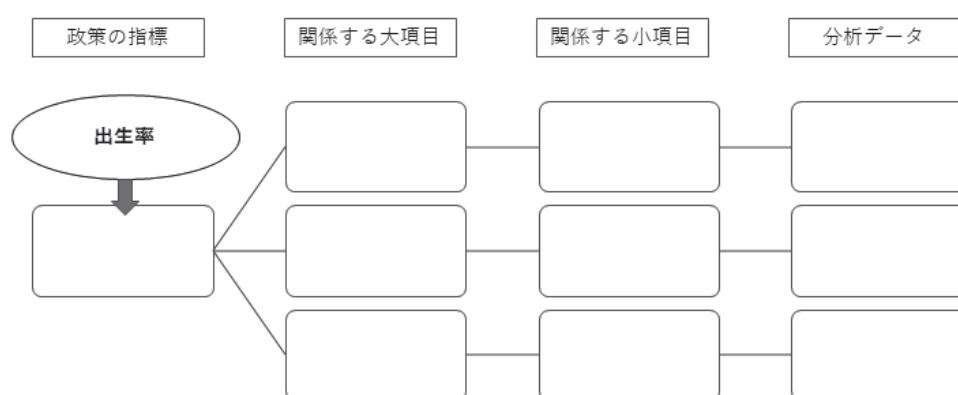 政策の指標
関係する大項目
関係する小項目
分析データ
出生率